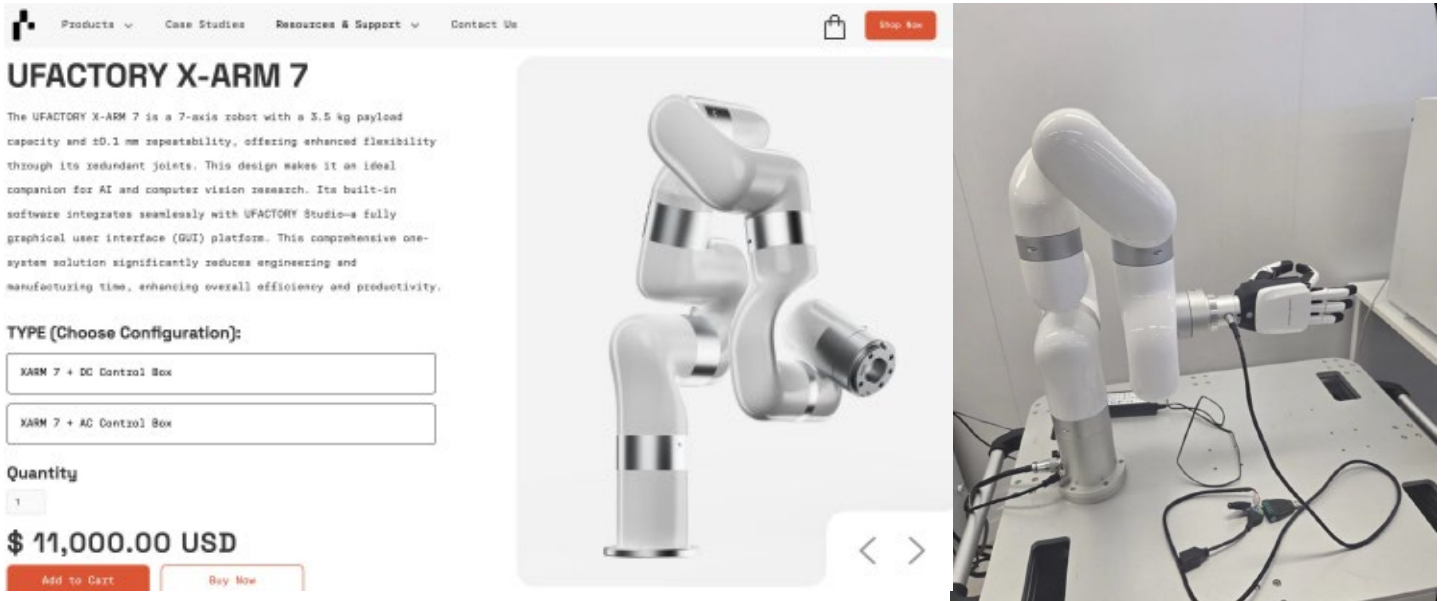 Products
Case Studies
Resources & Support
Contact Us
Shop Now
UFACTORY X-ARM 7
The UFACTORY X-ARM 7 is a 7-axis robot with a 3.5 kg payload
capacity and ±0.1 mm repeatability, offering enhanced flexibility
through its redundant joints. This design makes it an ideal
companion for AI and computer vision research. Its built-in
software integrates seamlessly with UFACTORY Studio—a fully
graphical user interface (GUI) platform. This comprehensive one-
system solution significantly reduces engineering and
manufacturing time, enhancing overall efficiency and productivity.
TYPE (Choose Configuration):
XARM 7 + DC Control Box
XARM 7 + AC Control Box
Quantity
1
$ 11,000.00 USD
Add to Cart
Buy Now